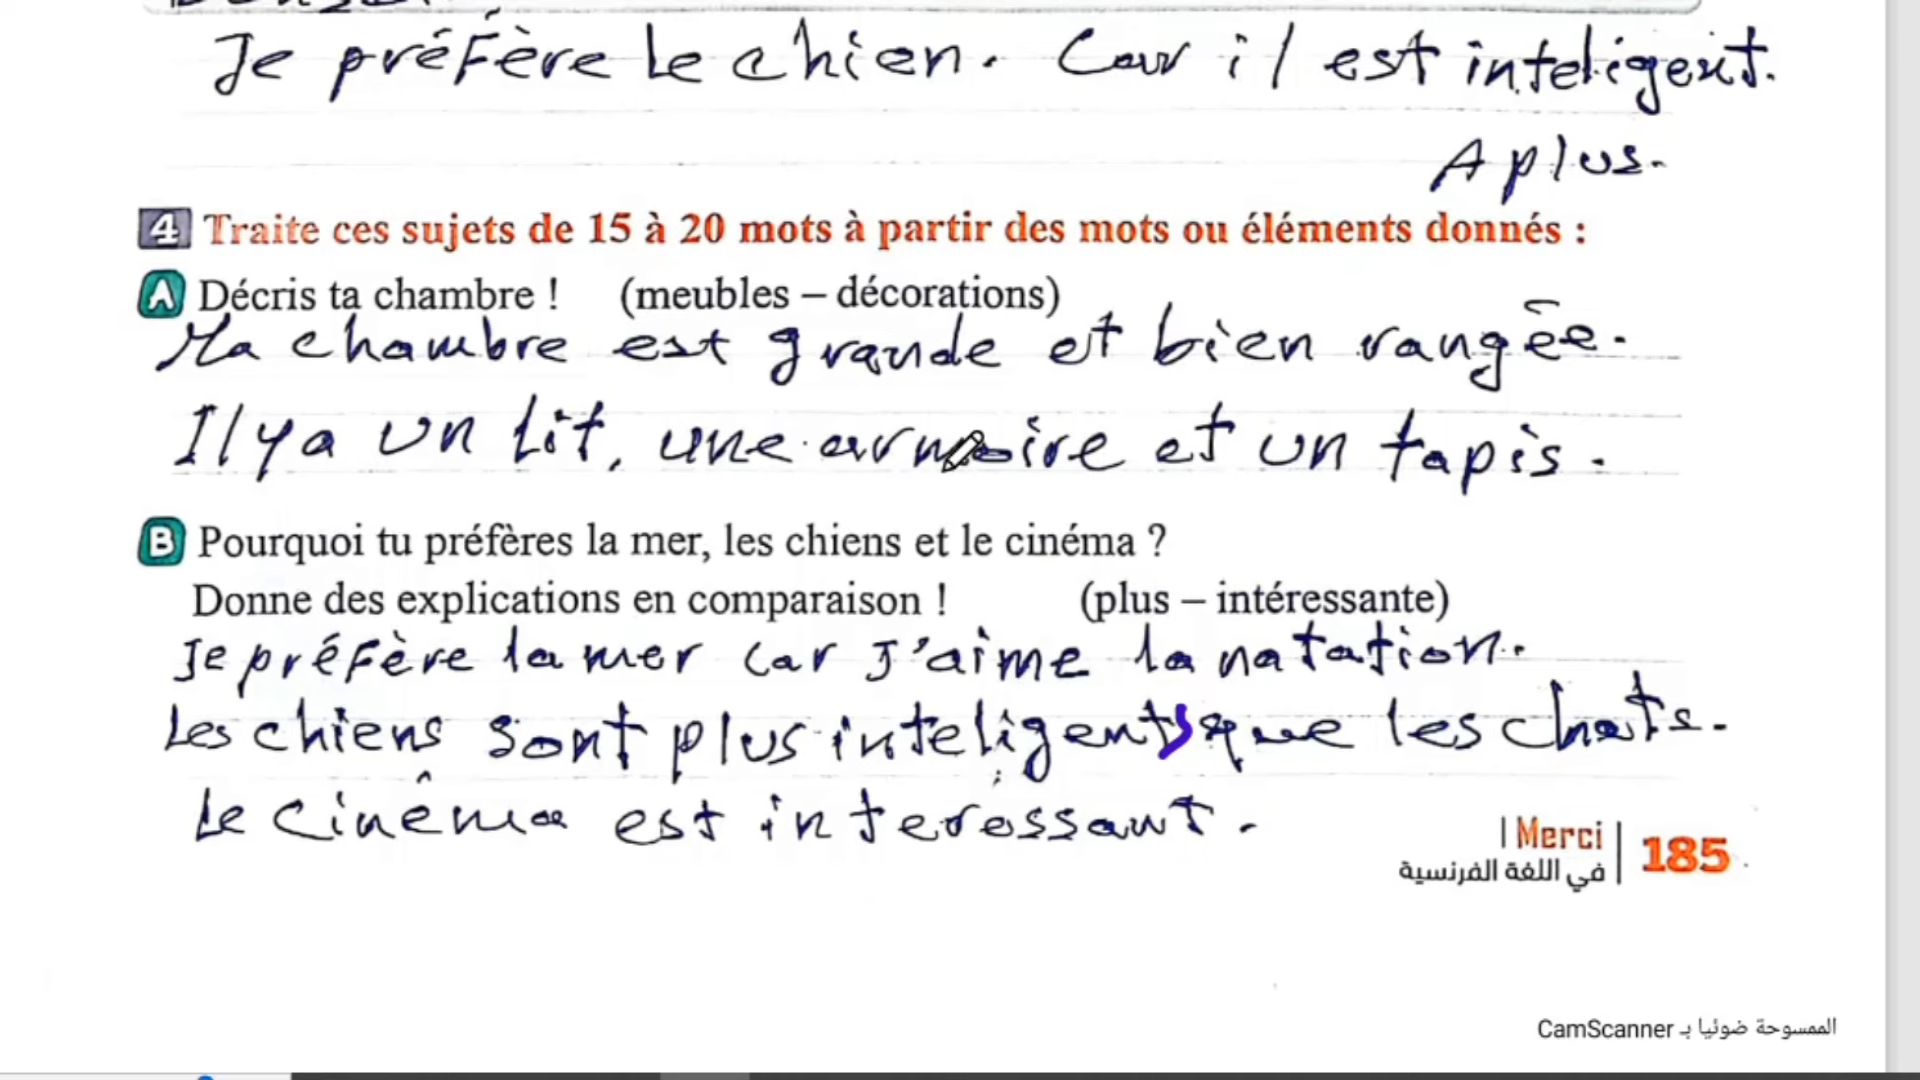 Je préfère le chien. Car il est inteligent.
A plus.
4 Traite ces sujets de 15 à 20 mots à partir des mots ou éléments donnés :
A Décris ta chambre ! (meubles – décorations)
Ma chambre est grande et bien rangée.
Il y a un lit, une armoire et un tapis.
B Pourquoi tu préfères la mer, les chiens et le cinéma ?
Donne des explications en comparaison ! (plus – intéressante)
Je préfère la mer car J'aime la natation.
Les chiens sont plus inteligents que les chats.
Le cinéma est interessant.
Merci 185
في اللغة الفرنسية
الممسوحة ضوئيا بـ CamScanner